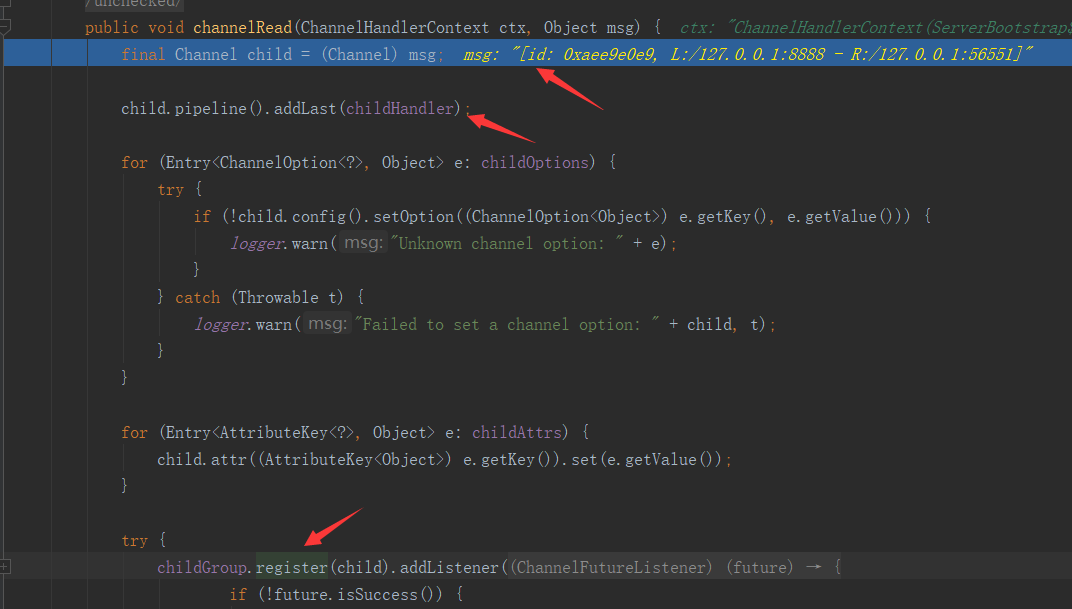 /unchecked/
public void channelRead(ChannelHandlerContext ctx, Object msg) {  ctx: "ChannelHandlerContext(ServerBootstrap$
final Channel child = (Channel) msg;  msg: "[id: 0xaee9e0e9, L:/127.0.0.1:8888 - R:/127.0.0.1:56551]"
child.pipeline().addLast(childHandler);
for (Entry<ChannelOption<?>, Object> e: childOptions) {
try {
if (!child.config().setOption((ChannelOption<Object>) e.getKey(), e.getValue())) {
logger.warn( msg: "Unknown channel option: " + e);
}
} catch (Throwable t) {
logger.warn( msg: "Failed to set a channel option: " + child, t);
}
}
for (Entry<AttributeKey<?>, Object> e: childAttrs) {
child.attr((AttributeKey<Object>) e.getKey()).set(e.getValue());
}
try {
childGroup.register(child).addListener((ChannelFutureListener) (future) → {
if (!future.isSuccess()) {